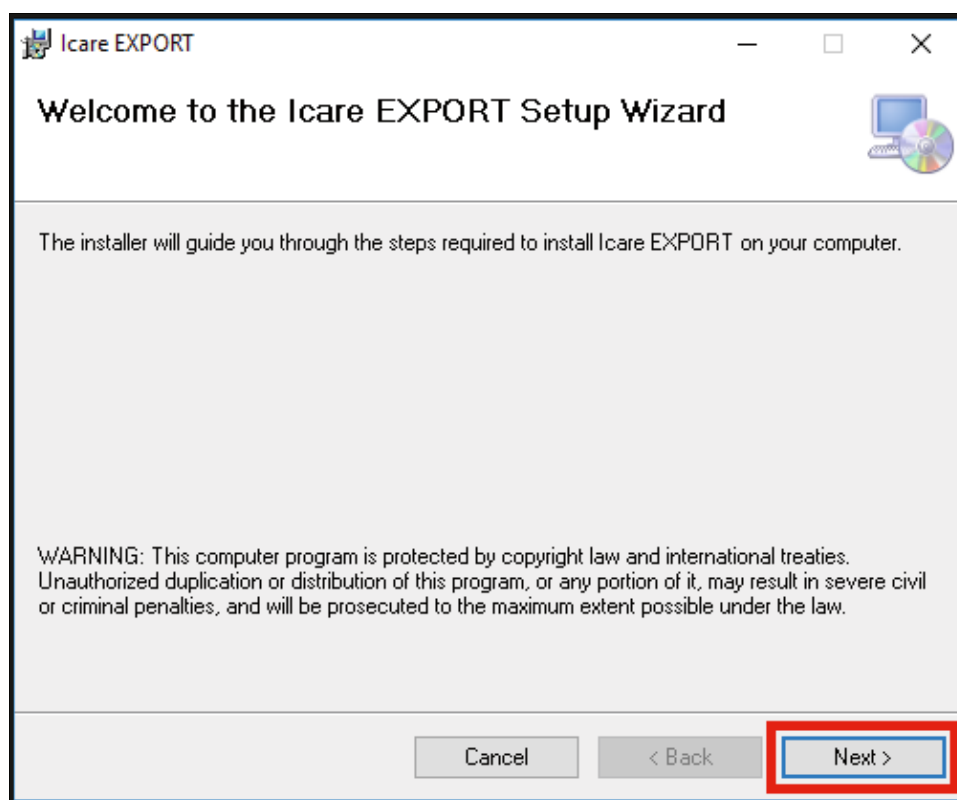 Icare EXPORT
Welcome to the Icare EXPORT Setup Wizard
The installer will guide you through the steps required to install Icare EXPORT on your computer.
WARNING: This computer program is protected by copyright law and international treaties.
Unauthorized duplication or distribution of this program, or any portion of it, may result in severe civil
or criminal penalties, and will be prosecuted to the maximum extent possible under the law.
Cancel
< Back
Next >